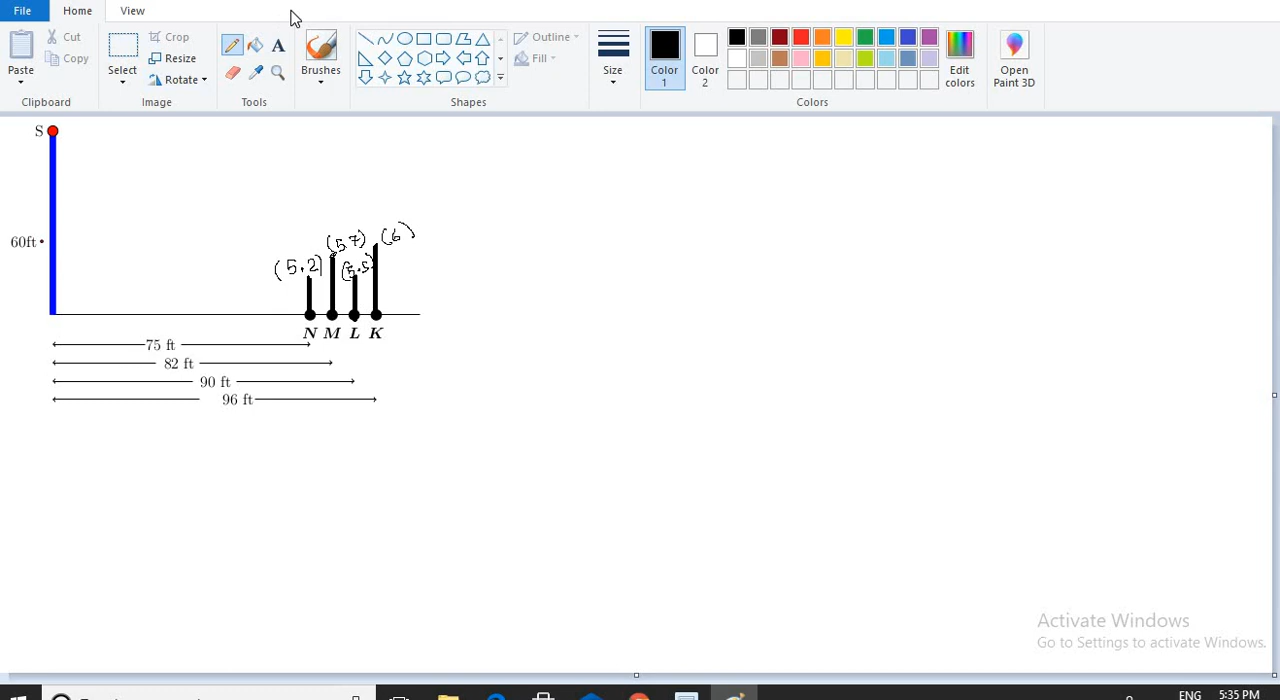 File Home View
Paste
Cut
Copy
Clipboard
Select
Crop
Resize
Rotate
Image
A
Tools
Brushes
Outline
Fill
Shapes
Size
Color 1
Color 2
Colors
Edit colors
Open Paint 3D
S
60ft
(5.2)
(5.7)
(5.5)
(6)
N M L K
75 ft
82 ft
90 ft
96 ft
Activate Windows
Go to Settings to activate Windows.
ENG 5:35 PM